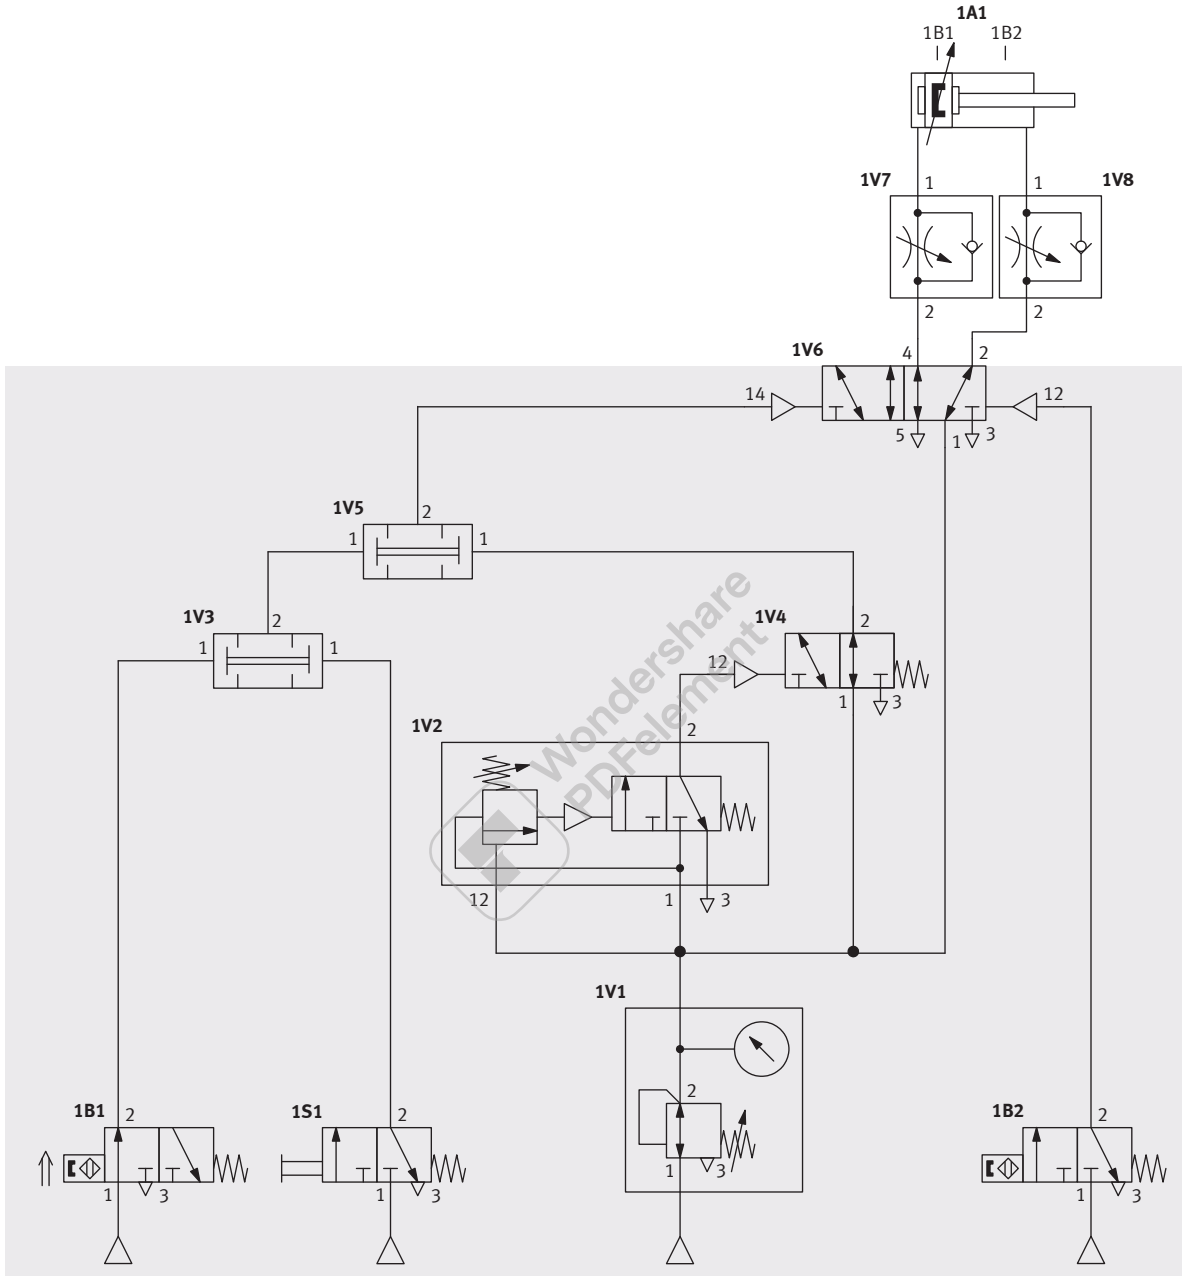 1A1
1B1 1B2
1V7 1 1 1V8
2 2
1V6 4 2
14 12
5 1 3
1V5 2
1 1
1V3 2 1V4 2
1 1
12
1 3
1V2 2
12 1 3
1V1
2
1 3
1B1 2 1S1 2 1B2 2
1 3 1 3 1 3
Wondershare
PDFelement